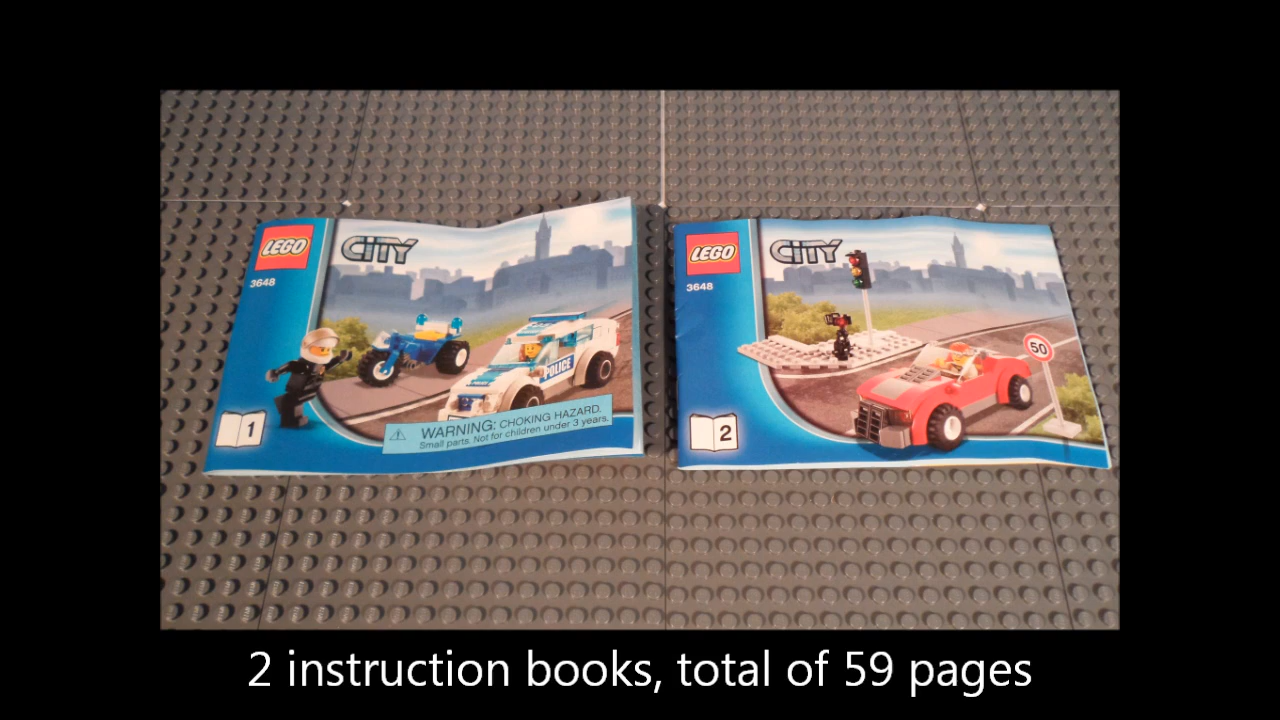 LEGO
CITY
3648
POLICE
1
WARNING: CHOKING HAZARD.
Small parts. Not for children under 3 years.
LEGO
CITY
3648
50
2
2 instruction books, total of 59 pages